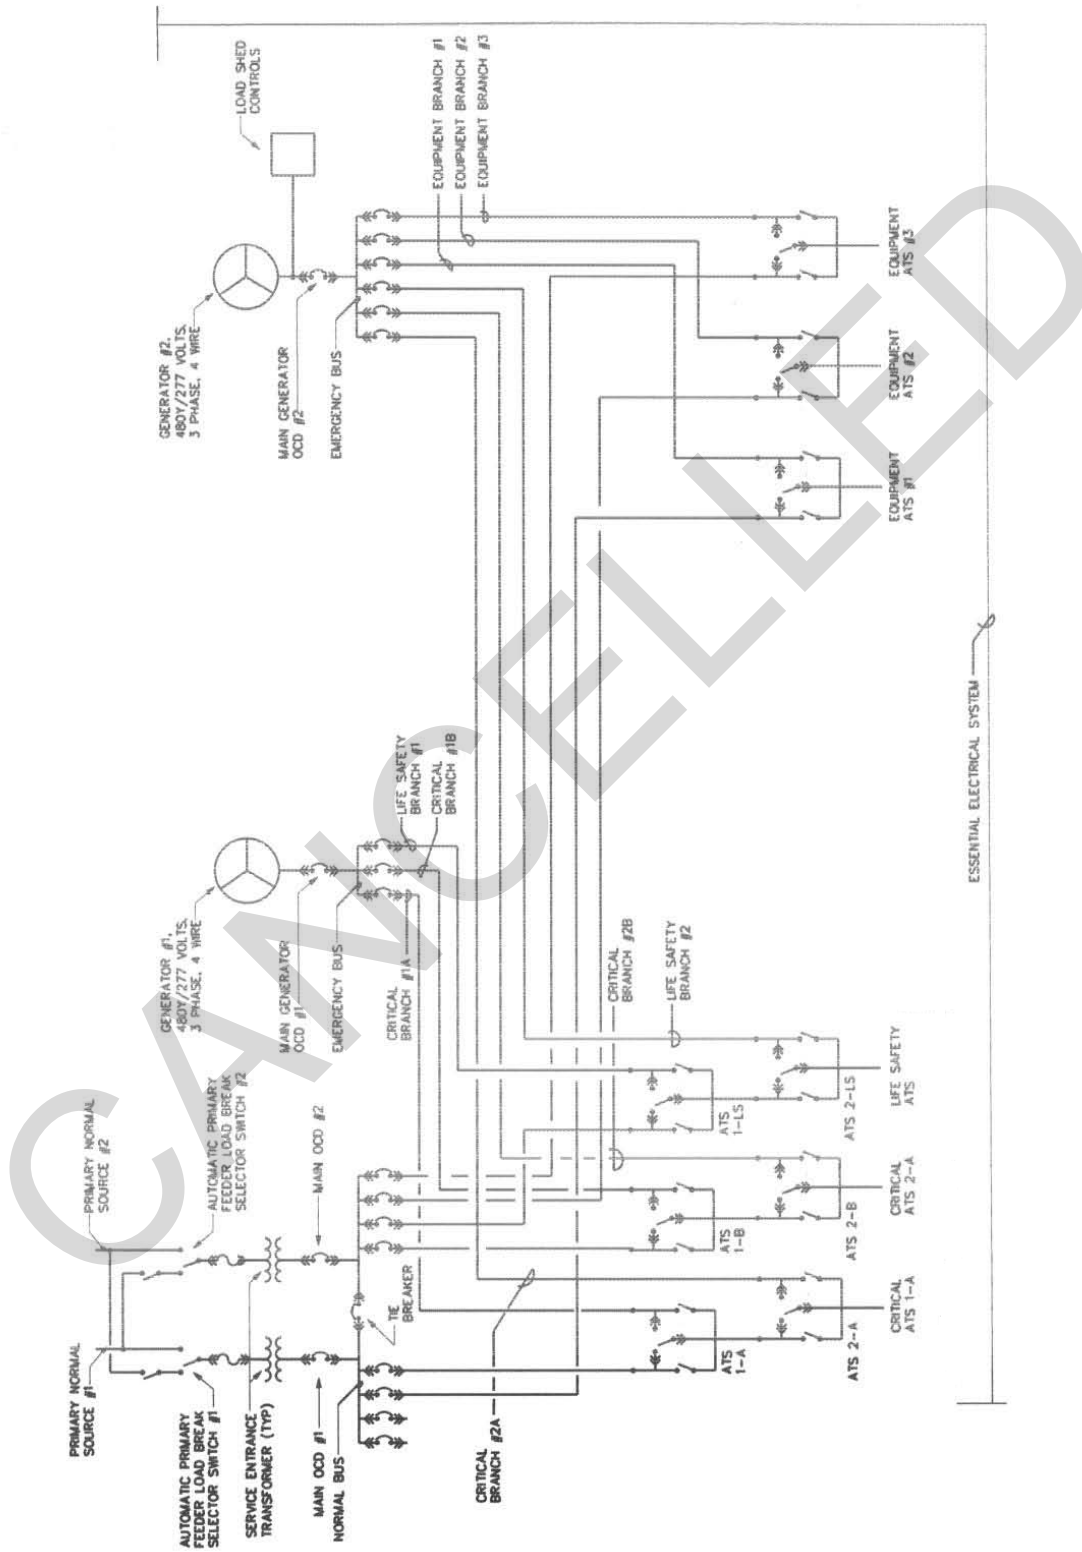 PRIMARY NORMAL
SOURCE #1
PRIMARY NORMAL
SOURCE #2
AUTOMATIC PRIMARY
FEEDER LOAD BREAK
SELECTOR SWITCH #1
AUTOMATIC PRIMARY
FEEDER LOAD BREAK
SELECTOR SWITCH #2
SERVICE ENTRANCE
TRANSFORMER (TYP)
MAIN OCD #1
MAIN OCD #2
NORMAL BUS
TIE
BREAKER
GENERATOR #1,
480Y/277 VOLTS,
3 PHASE, 4 WIRE
MAIN GENERATOR
OCD #1
EMERGENCY BUS
CRITICAL
BRANCH #1A
LIFE SAFETY
BRANCH #1
CRITICAL
BRANCH #1B
GENERATOR #2,
480Y/277 VOLTS,
3 PHASE, 4 WIRE
MAIN GENERATOR
OCD #2
EMERGENCY BUS
LOAD SHED
CONTROLS
EQUIPMENT BRANCH #1
EQUIPMENT BRANCH #2
EQUIPMENT BRANCH #3
CRITICAL
BRANCH #2A
CRITICAL
BRANCH #2B
LIFE SAFETY
BRANCH #2
ATS
1-A
ATS
1-B
ATS
1-LS
ATS 2-A
ATS 2-B
ATS 2-LS
CRITICAL
ATS 1-A
CRITICAL
ATS 2-A
LIFE SAFETY
ATS
EQUIPMENT
ATS #1
EQUIPMENT
ATS #2
EQUIPMENT
ATS #3
ESSENTIAL ELECTRICAL SYSTEM
CANCELLED